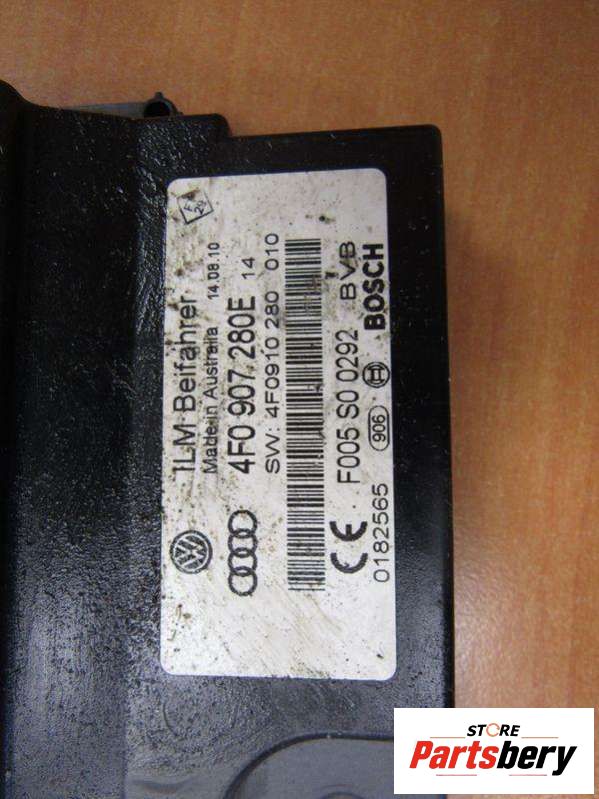 ILM Beifahrer
Made in Australia 14.08.10
4F0 907 280E 14
SW: 4F0910 280 010
F005 S0 0292 BVB
0182565 906 BOSCH
CE
VW
STORE
Partsbery